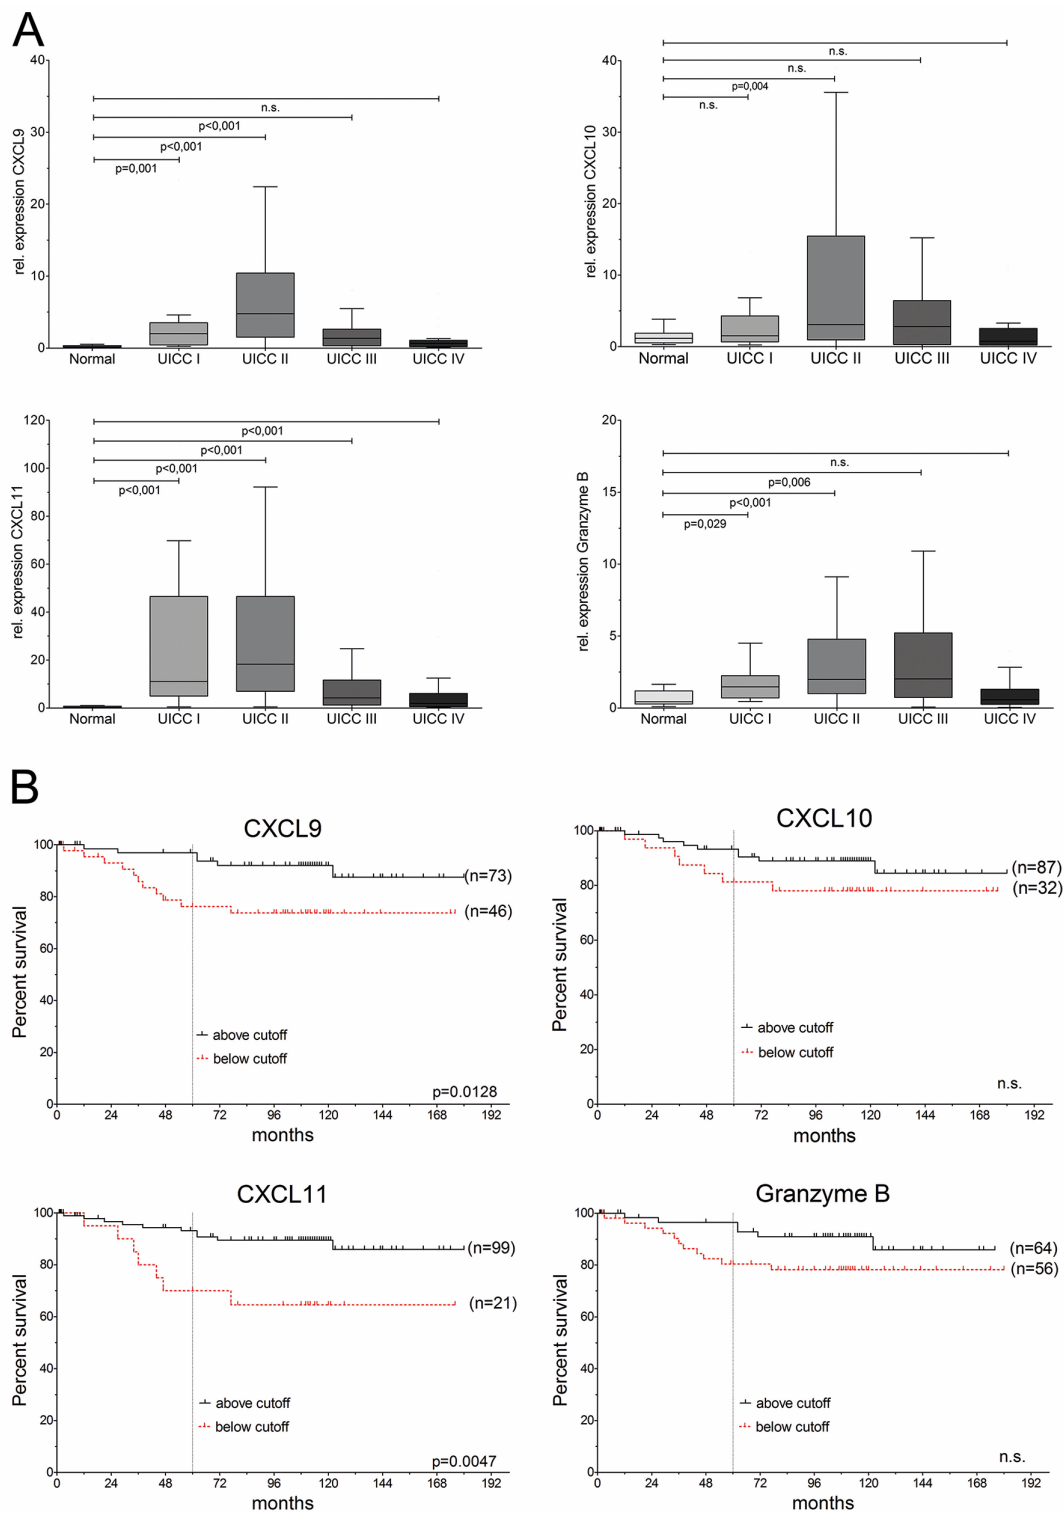 A
rel. expression CXCL9
40
30
20
10
0
n.s.
p<0,001
p<0,001
p=0,001
Normal UICC I UICC II UICC III UICC IV
rel. expression CXCL10
40
30
20
10
0
n.s.
n.s.
p=0,004
n.s.
Normal UICC I UICC II UICC III UICC IV
rel. expression CXCL11
120
100
80
60
40
20
0
p<0,001
p<0,001
p<0,001
p<0,001
Normal UICC I UICC II UICC III UICC IV
rel. expression Granzyme B
20
15
10
5
0
n.s.
p=0,006
p<0,001
p=0,029
Normal UICC I UICC II UICC III UICC IV
B
CXCL9
Percent survival
100
80
60
40
20
0
(n=73)
(n=46)
above cutoff
below cutoff
p=0.0128
0 24 48 72 96 120 144 168 192
months
CXCL10
Percent survival
100
80
60
40
20
0
(n=87)
(n=32)
above cutoff
below cutoff
n.s.
0 24 48 72 96 120 144 168 192
months
CXCL11
Percent survival
100
80
60
40
20
0
(n=99)
(n=21)
above cutoff
below cutoff
p=0.0047
0 24 48 72 96 120 144 168 192
months
Granzyme B
Percent survival
100
80
60
40
20
0
(n=64)
(n=56)
above cutoff
below cutoff
n.s.
0 24 48 72 96 120 144 168 192
months